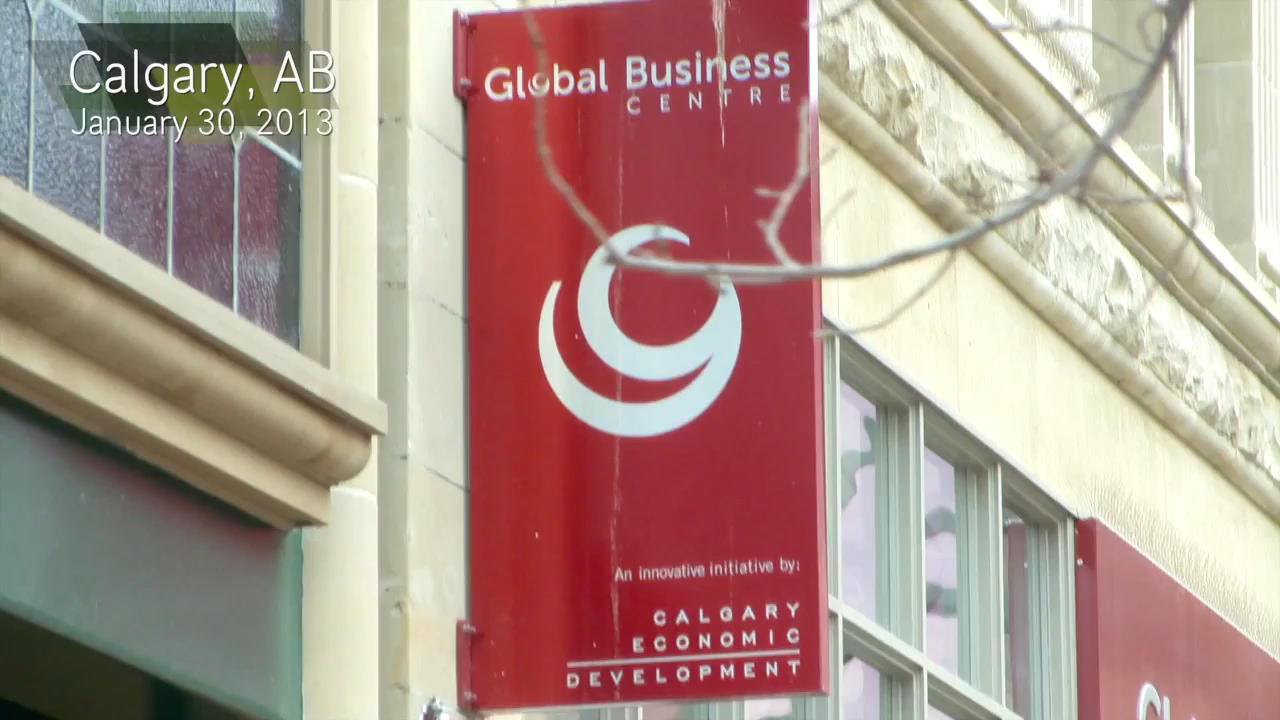 Calgary, AB
January 30, 2013
Global Business
CENTRE
An innovative initiative by:
CALGARY
ECONOMIC
DEVELOPMENT